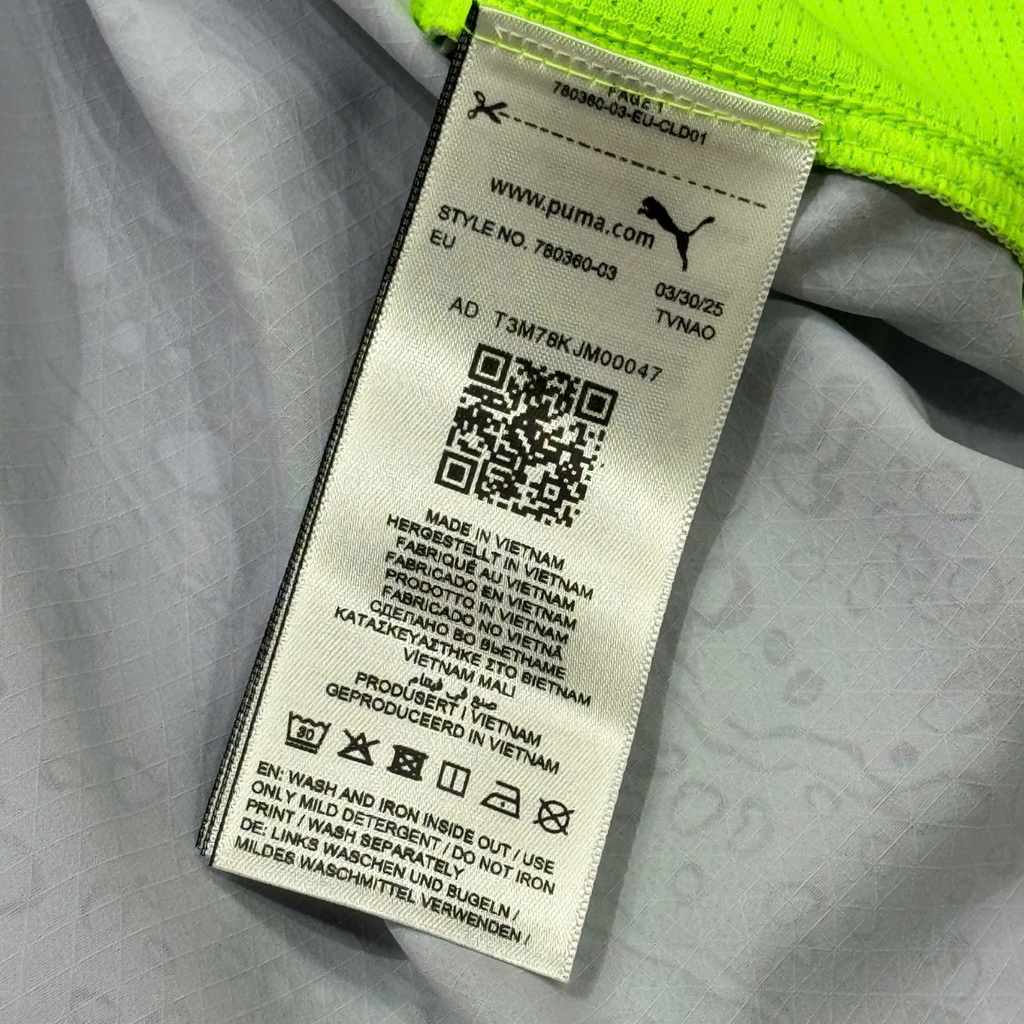 PAGE 1
780360-03-EU-CLD01
www.puma.com
STYLE NO. 780360-03
EU
03/30/25
TVNAO
AD T3M78KJM00047
MADE IN VIETNAM
HERGESTELLT IN VIETNAM
FABRIQUÉ AU VIETNAM
FABRICADO EN VIETNAM
PRODOTTO IN VIETNAM
FABRICADO NO VIETNÃ
СДЕЛАНО ВО ВЬЕТНАМЕ
ΚΑΤΑΣΚΕΥΑΣΤΗΚΕ ΣΤΟ ΒΙΕΤΝΑΜ
VIETNAM MALI
صنع في فيتنام
PRODUSERT I VIETNAM
GEPRODUCEERD IN VIETNAM
30
EN: WASH AND IRON INSIDE OUT / USE
ONLY MILD DETERGENT / DO NOT IRON
PRINT / WASH SEPARATELY
DE: LINKS WASCHEN UND BUGELN /
MILDES WASCHMITTEL VERWENDEN /